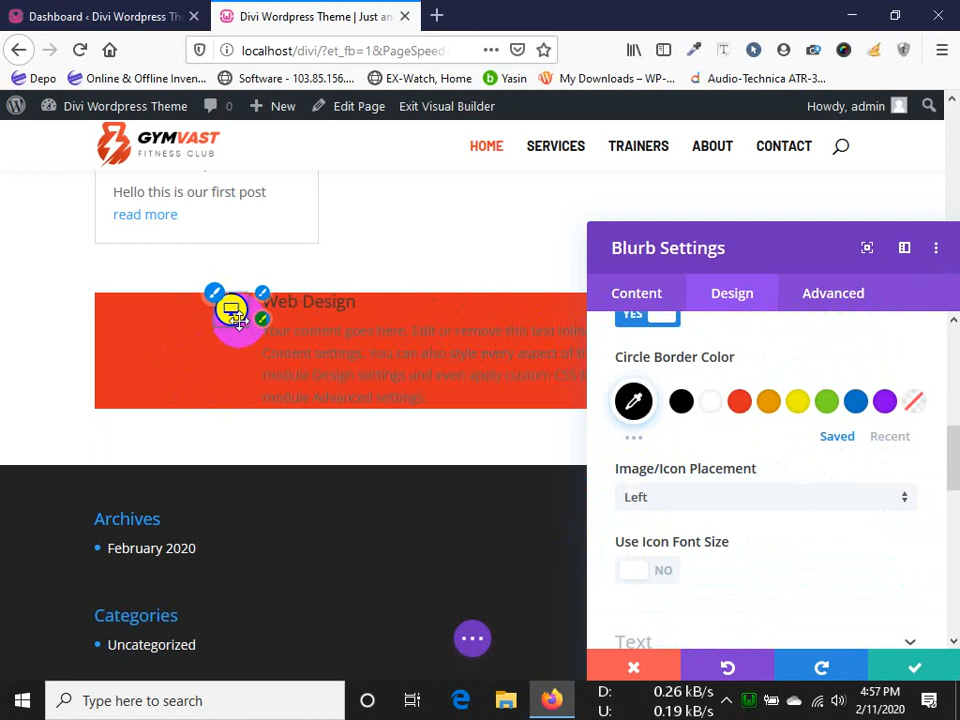 Dashboard ‹ Divi Wordpress Th
Divi Wordpress Theme | Just an
localhost/divi/?et_fb=1&PageSpeed
Depo
Online & Offline Inven...
Software - 103.85.156....
EX-Watch, Home
Yasin
My Downloads – WP-...
Audio-Technica ATR-3...
Divi Wordpress Theme
0
New
Edit Page
Exit Visual Builder
Howdy, admin
GYMVAST
FITNESS CLUB
HOME
SERVICES
TRAINERS
ABOUT
CONTACT
Hello this is our first post
read more
Web Design
Your content goes here. Edit or remove this text inline
Content settings. You can also style every aspect of
module Design settings and even apply custom CSS
module Advanced settings.
Blurb Settings
Content
Design
Advanced
YES
Circle Border Color
Saved
Recent
Image/Icon Placement
Left
Use Icon Font Size
NO
Text
Archives
February 2020
Categories
Uncategorized
Type here to search
D: 0.26 kB/s
U: 0.19 kB/s
4:57 PM
2/11/2020